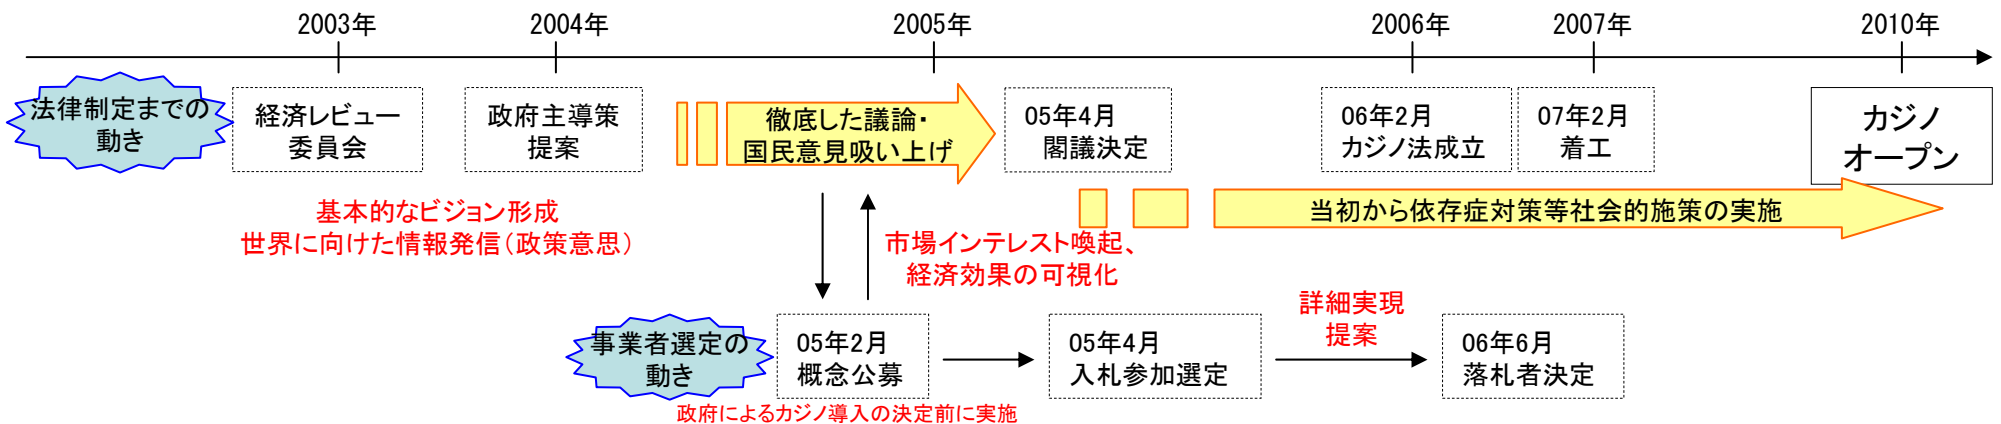 2003年
2004年
2005年
2006年
2007年
2010年
法律制定までの
動き
経済レビュー
委員会
政府主導策
提案
徹底した議論・
国民意見吸い上げ
05年4月
閣議決定
06年2月
カジノ法成立
07年2月
着工
カジノ
オープン
基本的なビジョン形成
世界に向けた情報発信(政策意思)
当初から依存症対策等社会的施策の実施
市場インテレスト喚起、
経済効果の可視化
事業者選定の
動き
05年2月
概念公募
05年4月
入札参加選定
詳細実現
提案
06年6月
落札者決定
政府によるカジノ導入の決定前に実施